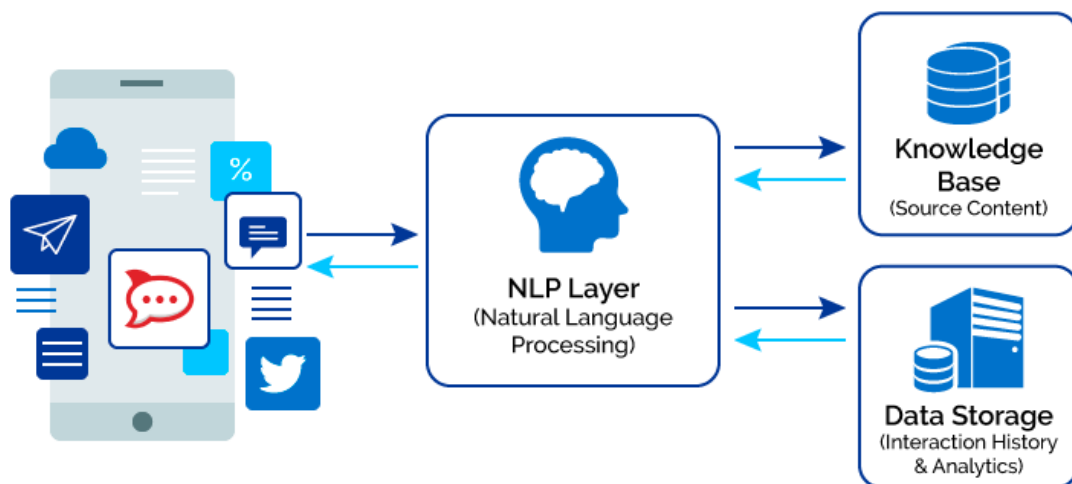 %
NLP Layer
(Natural Language
Processing)
Knowledge
Base
(Source Content)
Data Storage
(Interaction History
& Analytics)